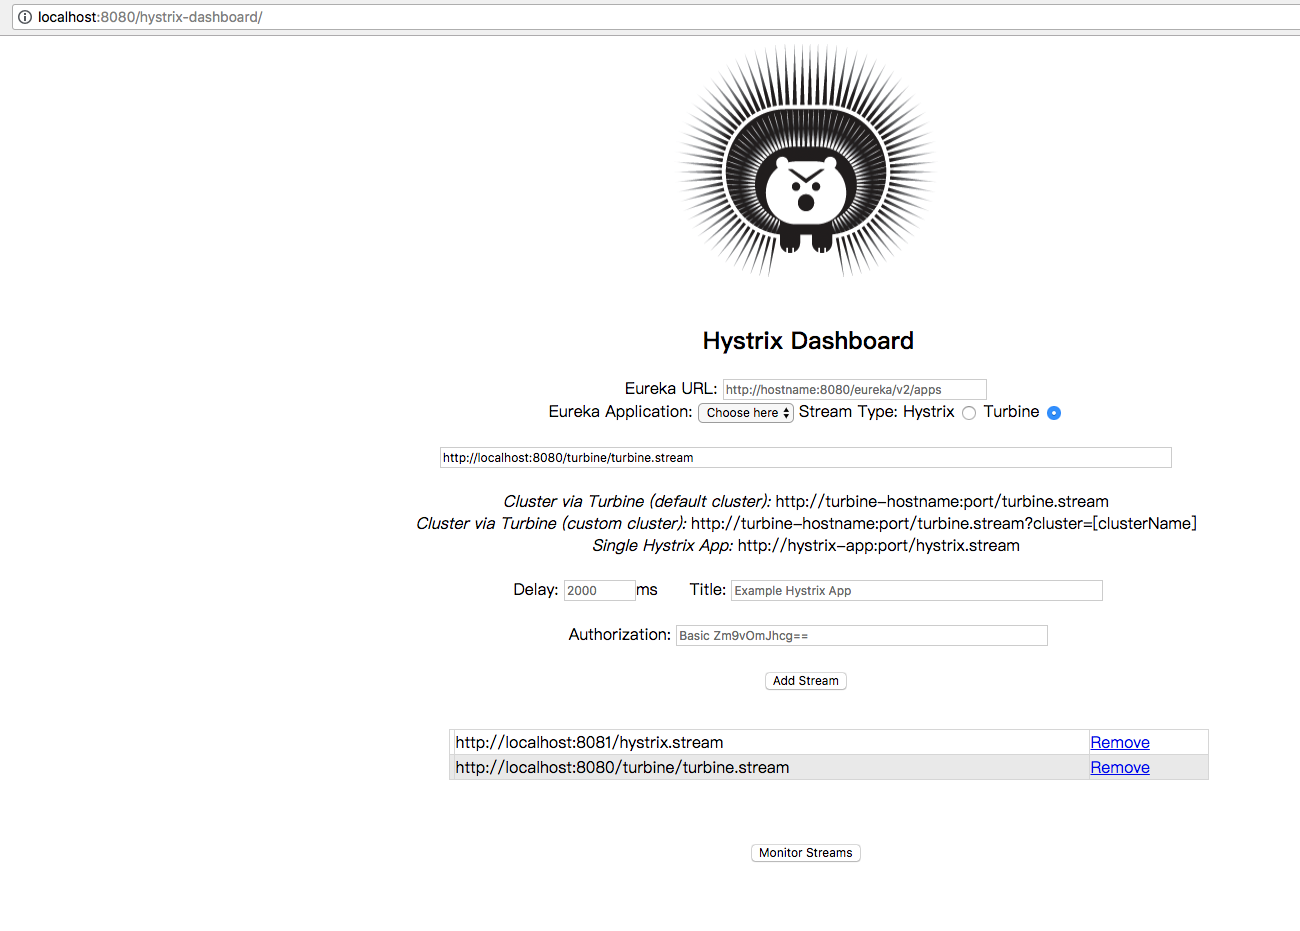 localhost:8080/hystrix-dashboard/
Hystrix Dashboard
Eureka URL: http://hostname:8080/eureka/v2/apps
Eureka Application: Choose here Stream Type: Hystrix Turbine
http://localhost:8080/turbine/turbine.stream
Cluster via Turbine (default cluster): http://turbine-hostname:port/turbine.stream
Cluster via Turbine (custom cluster): http://turbine-hostname:port/turbine.stream?cluster=[clusterName]
Single Hystrix App: http://hystrix-app:port/hystrix.stream
Delay: 2000 ms Title: Example Hystrix App
Authorization: Basic Zm9vOmJhcg==
Add Stream
http://localhost:8081/hystrix.stream Remove
http://localhost:8080/turbine/turbine.stream Remove
Monitor Streams